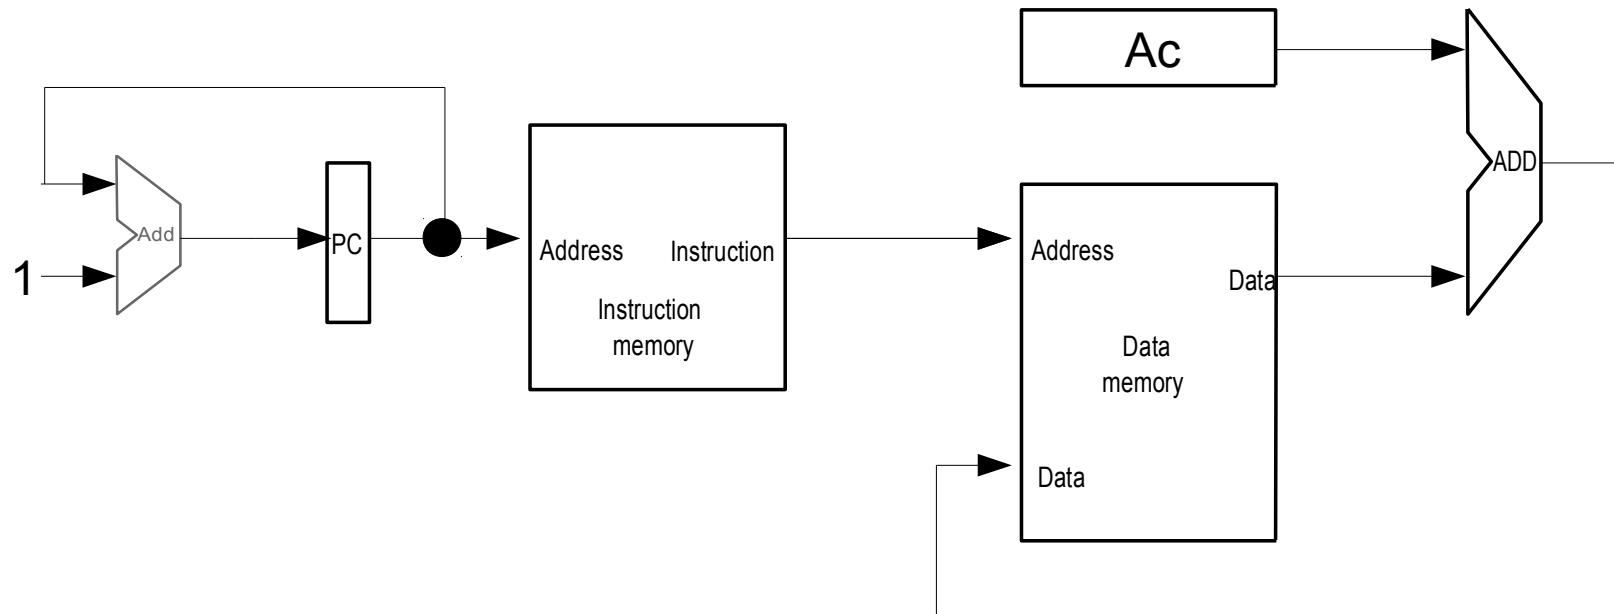 Ac
ADD
Add
1
PC
Address
Instruction
Instruction
memory
Address
Data
Data
memory
Data